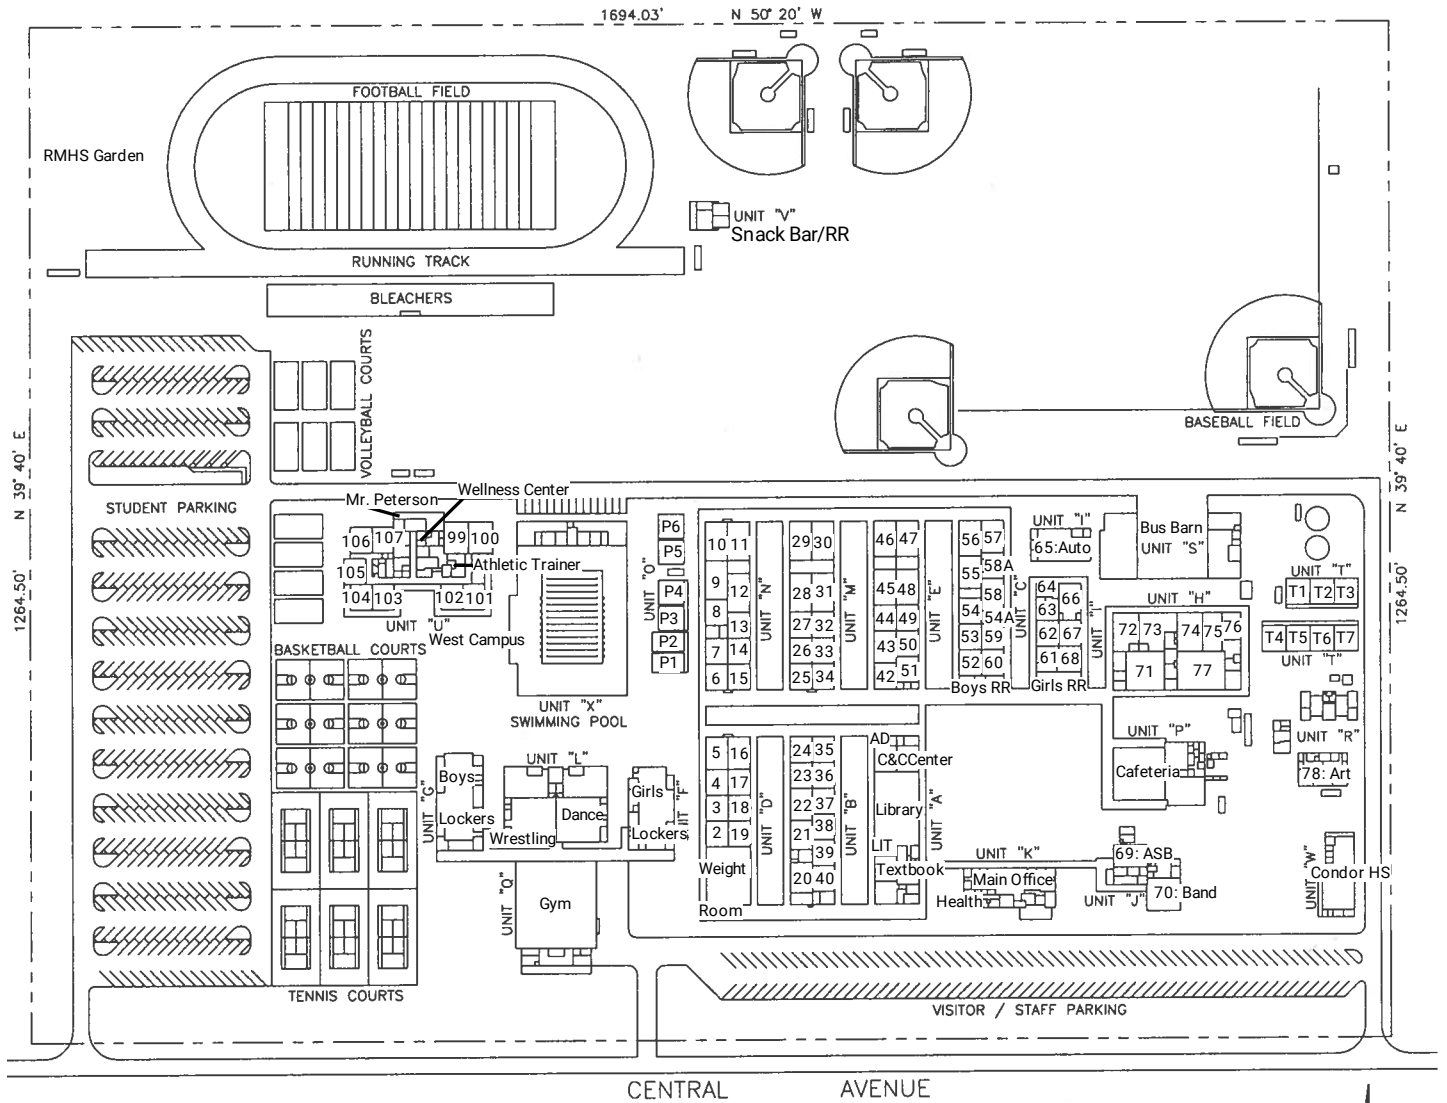 1694.03' N 50° 20' W
FOOTBALL FIELD
RMHS Garden
UNIT "V"
Snack Bar/RR
RUNNING TRACK
BLEACHERS
VOLLEYBALL COURTS
BASEBALL FIELD
N 39° 40' E
1264.50'
N 39° 40' E
1264.50'
STUDENT PARKING
Mr. Peterson
Wellness Center
106 107 99 100
105 Athletic Trainer
104 103 102 101
UNIT "U"
West Campus
BASKETBALL COURTS
UNIT "X"
SWIMMING POOL
P6
P5
P4
P3
P2
P1
UNIT "O"
10 11
9
12
8
13
7 14
6 15
UNIT "N"
29 30
28 31
27 32
26 33
25 34
UNIT "M"
46 47
45 48
44 49
43 50
51
42
UNIT "E"
56 57
58A
55
58
54 54A
53 59
52 60
Boys RR
UNIT "C"
UNIT "I"
65:Auto
64
66
63
62 67
61 68
Girls RR
UNIT
Bus Barn
UNIT "S"
UNIT "H"
72 73 74 75 76
71 77
UNIT "T"
T1 T2 T3
T4 T5 T6 T7
UNIT "T"
UNIT "R"
78: Art
UNIT "P"
Cafeteria
UNIT "G"
Boys
Lockers
UNIT "L"
Dance
Wrestling
Girls
Lockers
UNIT "F"
5 16
4 17
3 18
2 19
Weight
Room
UNIT "D"
24 35
23 36
22 37
38
21
39
20 40
UNIT "B"
AD
C&CCenter
Library
LIT
Textbook
UNIT "A"
UNIT "K"
Main Office
Health
69: ASB
UNIT "J"
70: Band
UNIT "W"
Condor HS
UNIT "Q"
Gym
TENNIS COURTS
VISITOR / STAFF PARKING
CENTRAL AVENUE